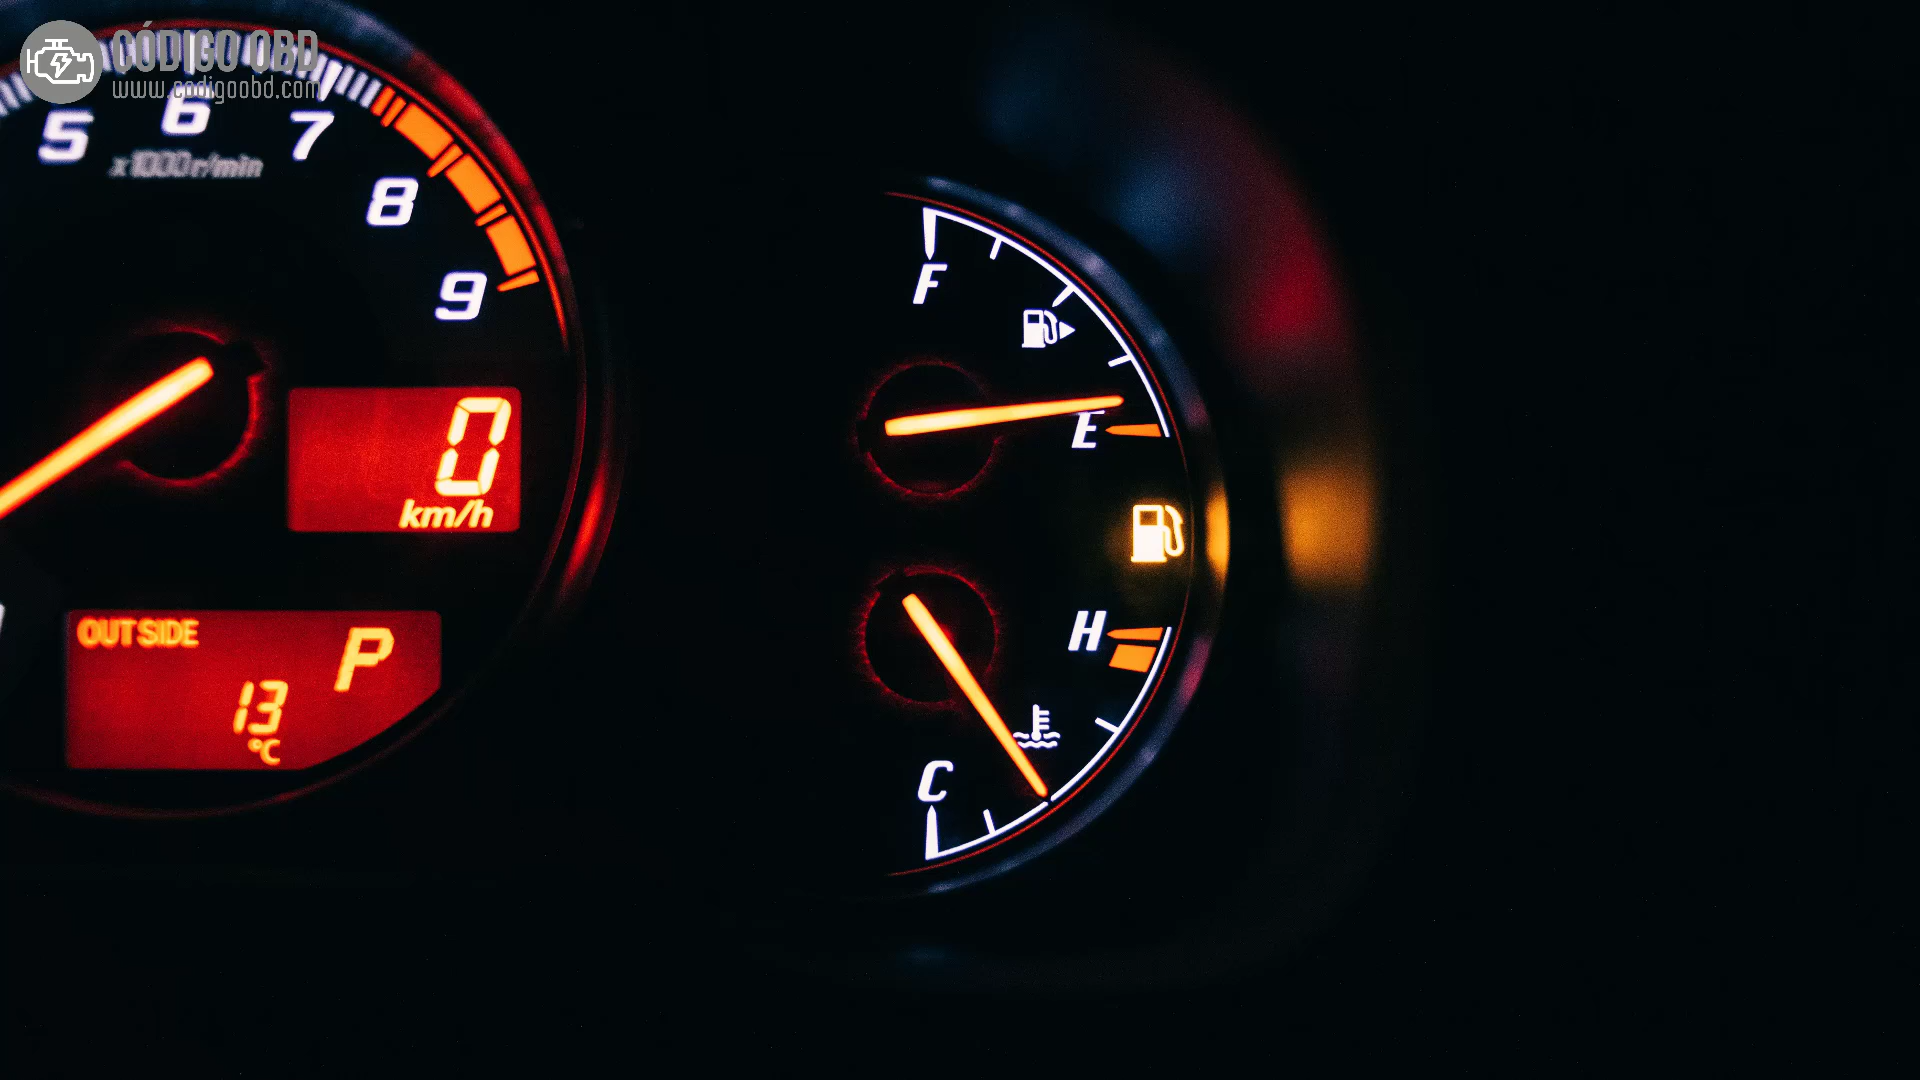 CÓDIGO OBD
www.codigoobd.com
5 6 7 8 9
x1000r/min
0
km/h
OUTSIDE
P
13
°C
F
E
H
C